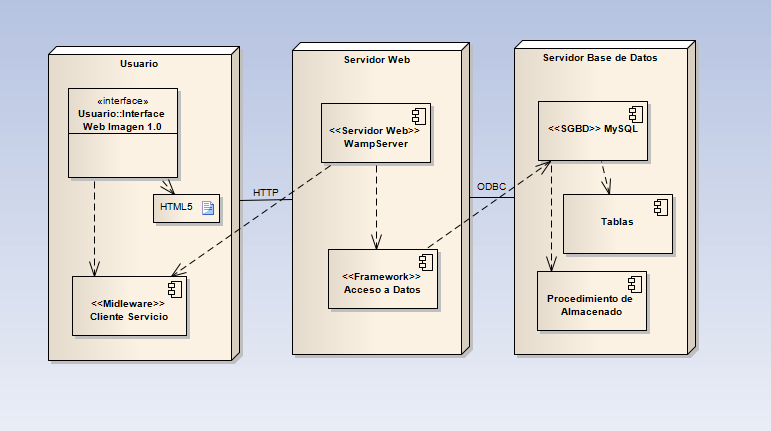 Usuario
«interface»
Usuario::Interface
Web Imagen 1.0
HTML5
<<Midleware>>
Cliente Servicio
HTTP
Servidor Web
<<Servidor Web>>
WampServer
<<Framework>>
Acceso a Datos
ODBC
Servidor Base de Datos
<<SGBD>> MySQL
Tablas
Procedimiento de
Almacenado